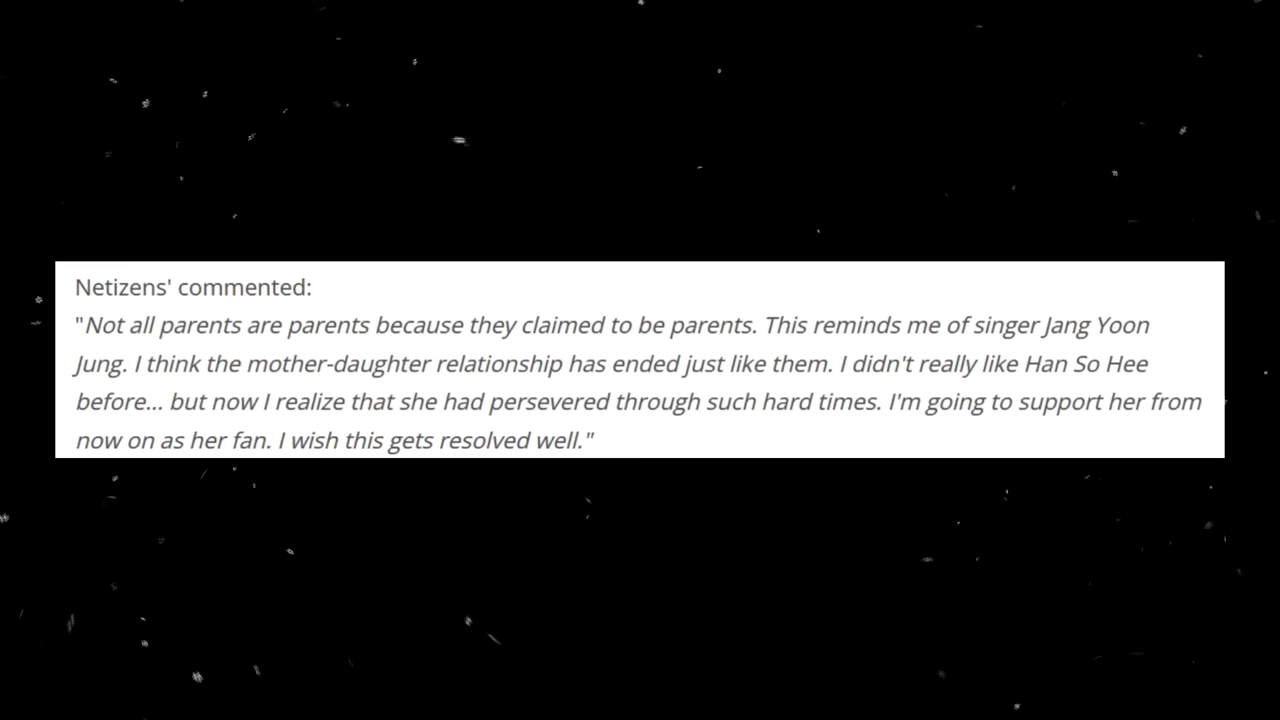 Netizens' commented:
"Not all parents are parents because they claimed to be parents. This reminds me of singer Jang Yoon
Jung. I think the mother-daughter relationship has ended just like them. I didn't really like Han So Hee
before... but now I realize that she had persevered through such hard times. I'm going to support her from
now on as her fan. I wish this gets resolved well."